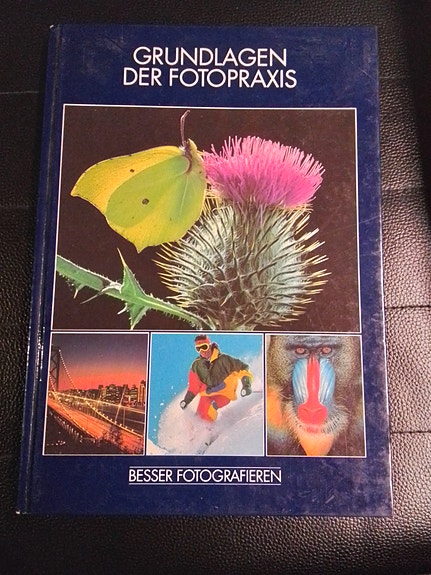 GRUNDLAGEN
DER FOTOPRAXIS
BESSER FOTOGRAFIEREN